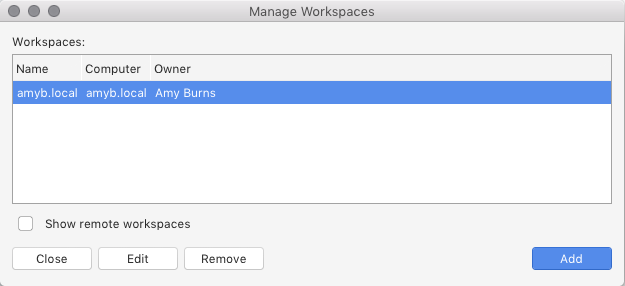 Manage Workspaces
Workspaces:
Name Computer Owner
amyb.local amyb.local Amy Burns
Show remote workspaces
Close Edit Remove Add